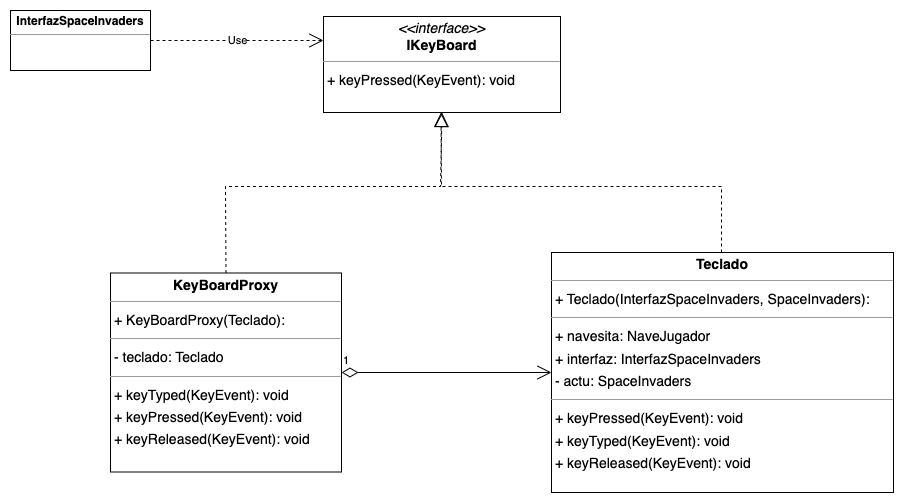 InterfazSpaceInvaders
Use
<<interface>>
IKeyBoard
+ keyPressed(KeyEvent): void
KeyBoardProxy
+ KeyBoardProxy(Teclado):
- teclado: Teclado
+ keyTyped(KeyEvent): void
+ keyPressed(KeyEvent): void
+ keyReleased(KeyEvent): void
1
Teclado
+ Teclado(InterfazSpaceInvaders, SpaceInvaders):
+ navesita: NaveJugador
+ interfaz: InterfazSpaceInvaders
- actu: SpaceInvaders
+ keyPressed(KeyEvent): void
+ keyTyped(KeyEvent): void
+ keyReleased(KeyEvent): void